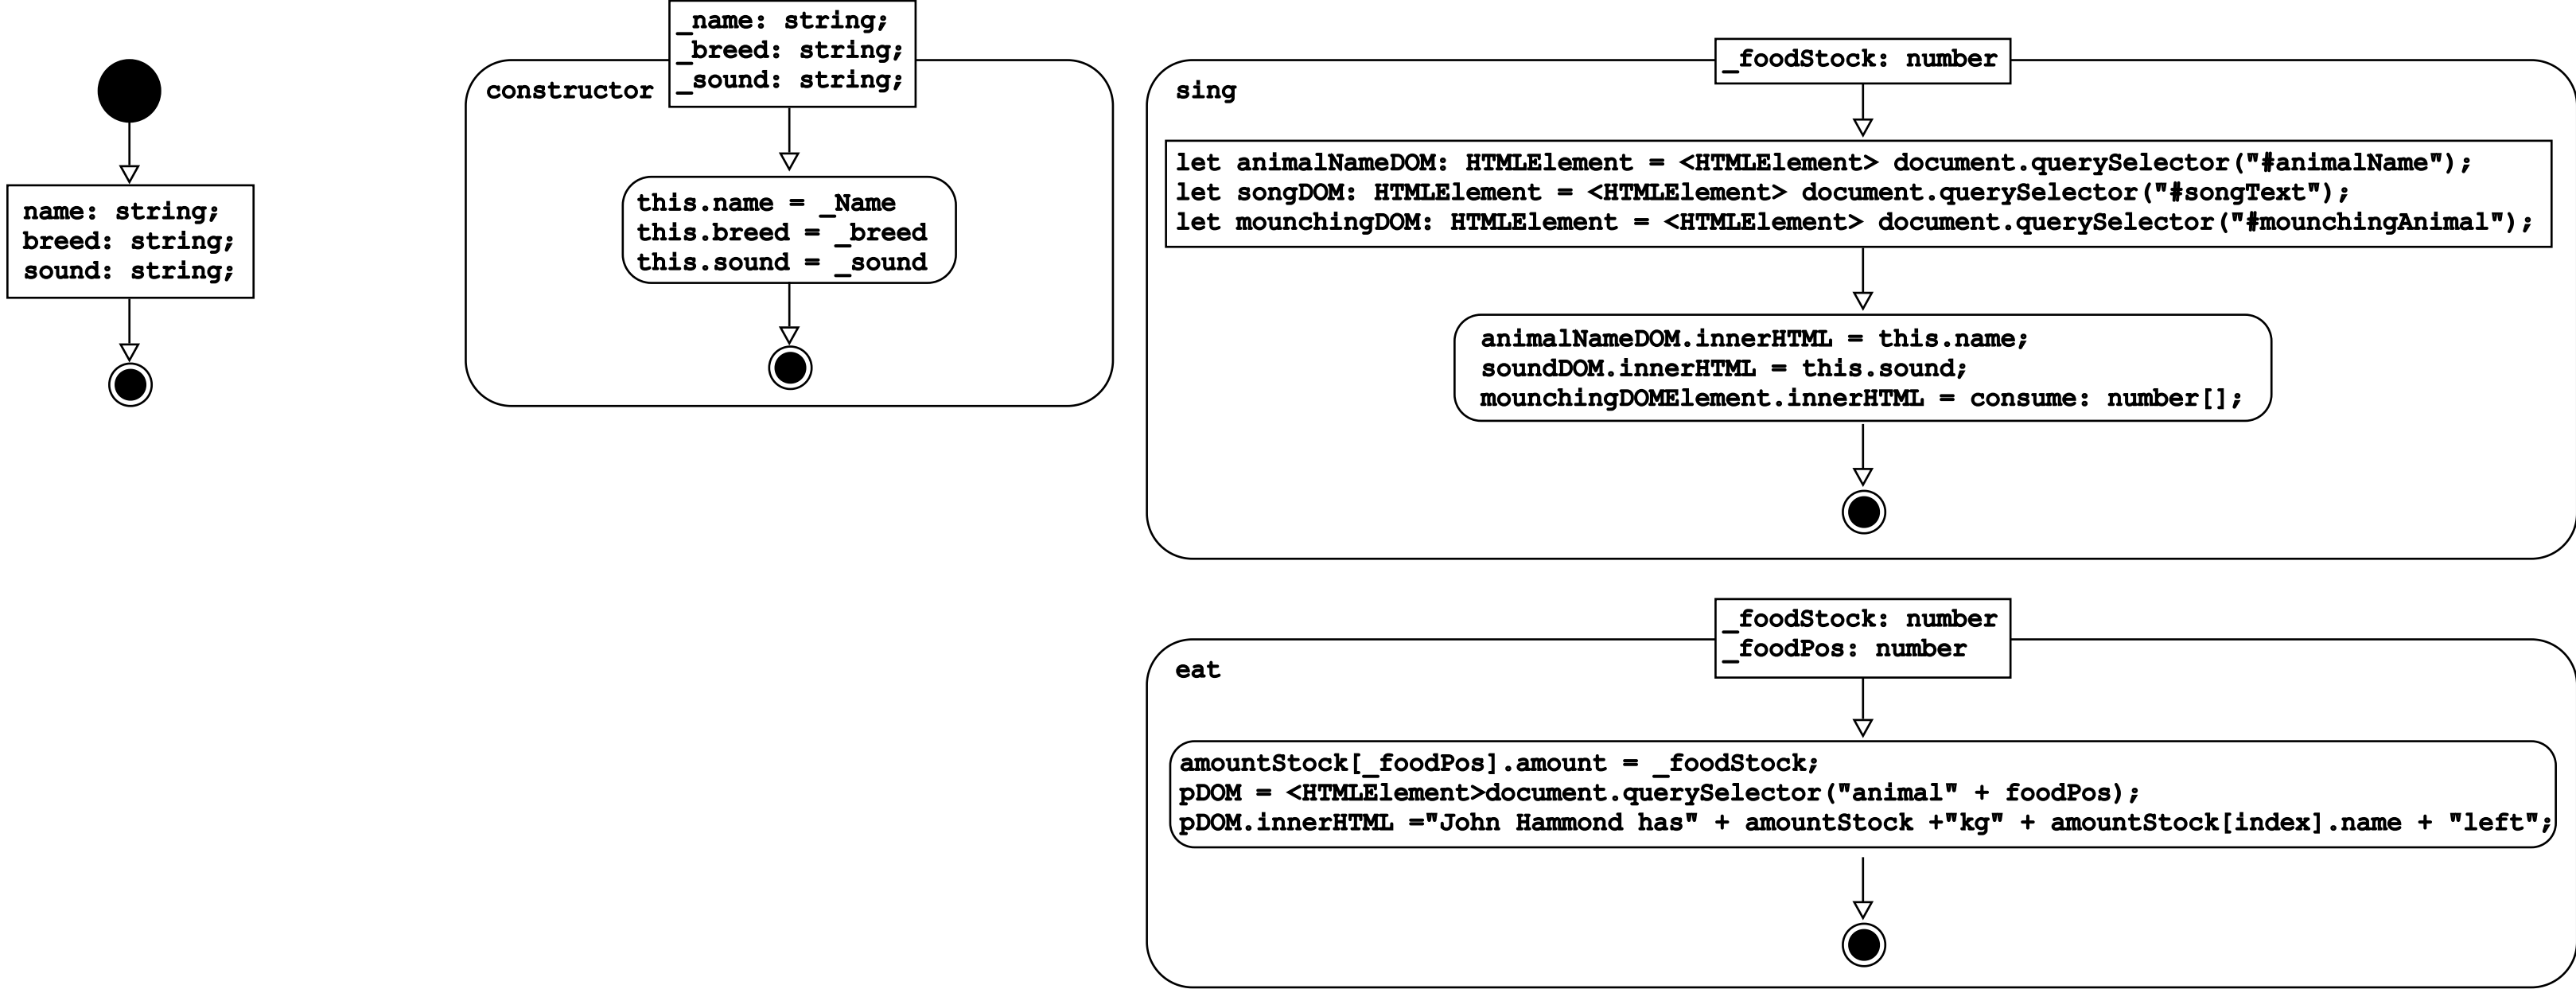 name: string;
breed: string;
sound: string;
constructor
_name: string;
_breed: string;
_sound: string;
this.name = _Name
this.breed = _breed
this.sound = _sound
sing
_foodStock: number
let animalNameDOM: HTMLElement = <HTMLElement> document.querySelector("#animalName");
let songDOM: HTMLElement = <HTMLElement> document.querySelector("#songText");
let mounchingDOM: HTMLElement = <HTMLElement> document.querySelector("#mounchingAnimal");
animalNameDOM.innerHTML = this.name;
soundDOM.innerHTML = this.sound;
mounchingDOMElement.innerHTML = consume: number[];
eat
_foodStock: number
_foodPos: number
amountStock[_foodPos].amount = _foodStock;
pDOM = <HTMLElement>document.querySelector("animal" + foodPos);
pDOM.innerHTML ="John Hammond has" + amountStock +"kg" + amountStock[index].name + "left";